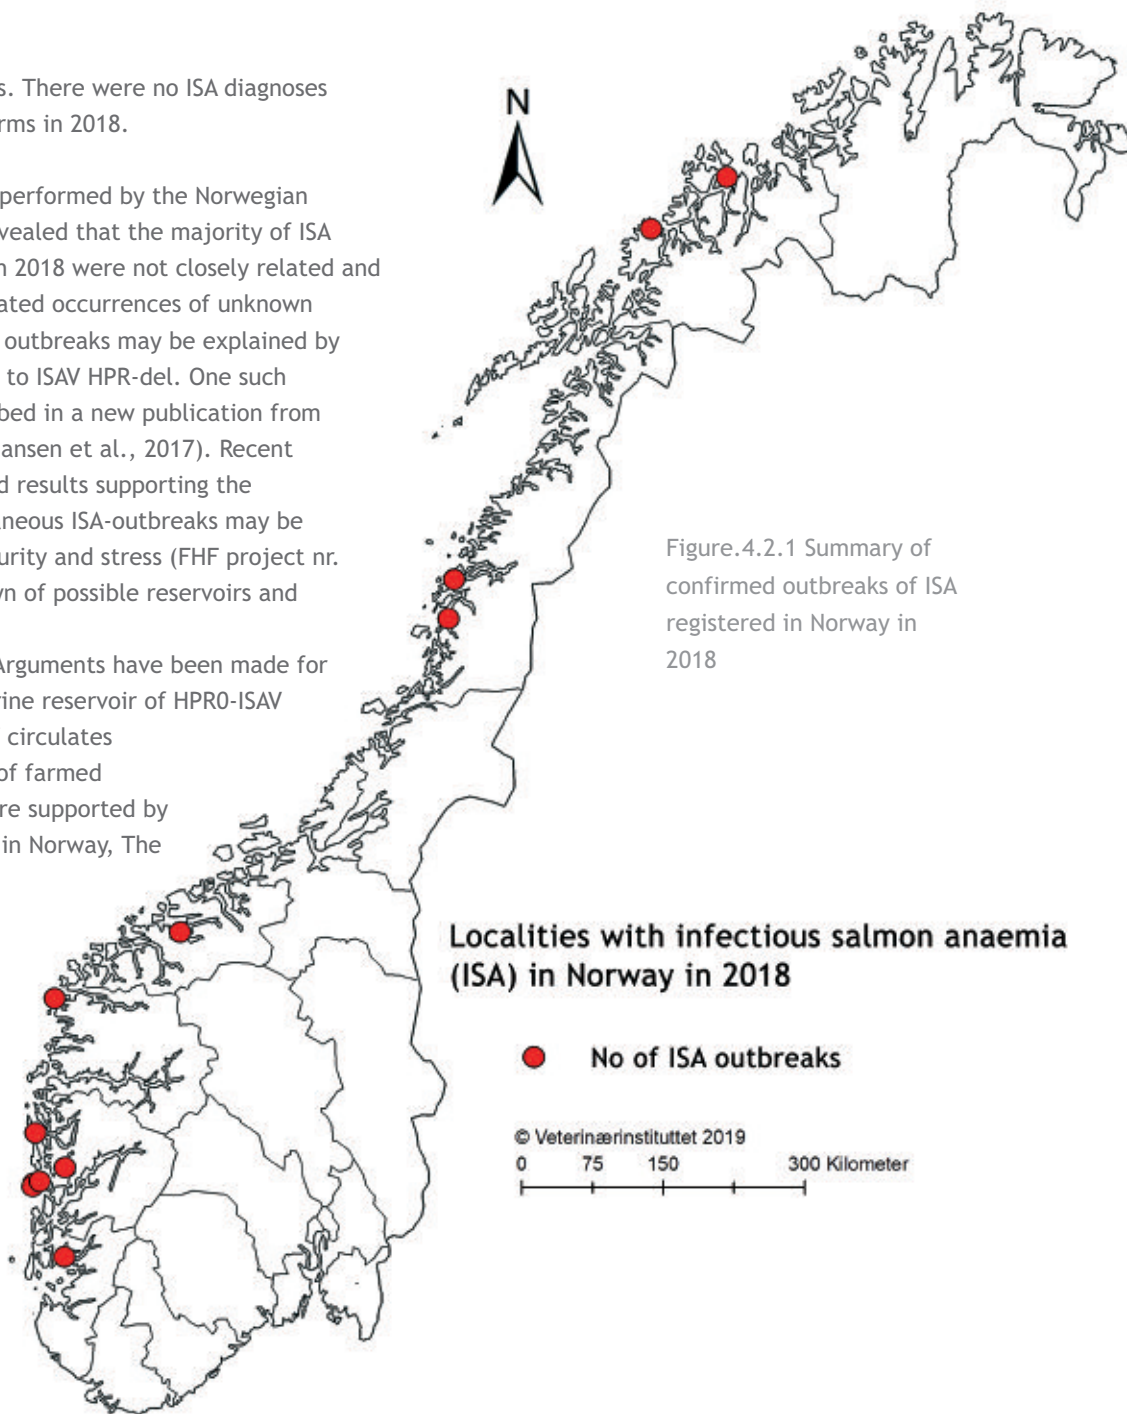 s. There were no ISA diagnoses
rms in 2018.
performed by the Norwegian
vealed that the majority of ISA
n 2018 were not closely related and
ated occurrences of unknown
outbreaks may be explained by
to ISAV HPR-del. One such
bed in a new publication from
ansen et al., 2017). Recent
d results supporting the
aneous ISA-outbreaks may be
urity and stress (FHF project nr.
vn of possible reservoirs and
Arguments have been made for
rine reservoir of HPR0-ISAV
circulates
of farmed
re supported by
in Norway, The
N
Figure.4.2.1 Summary of
confirmed outbreaks of ISA
registered in Norway in
2018
Localities with infectious salmon anaemia
(ISA) in Norway in 2018
No of ISA outbreaks
© Veterinærinstituttet 2019
0 75 150 300 Kilometer